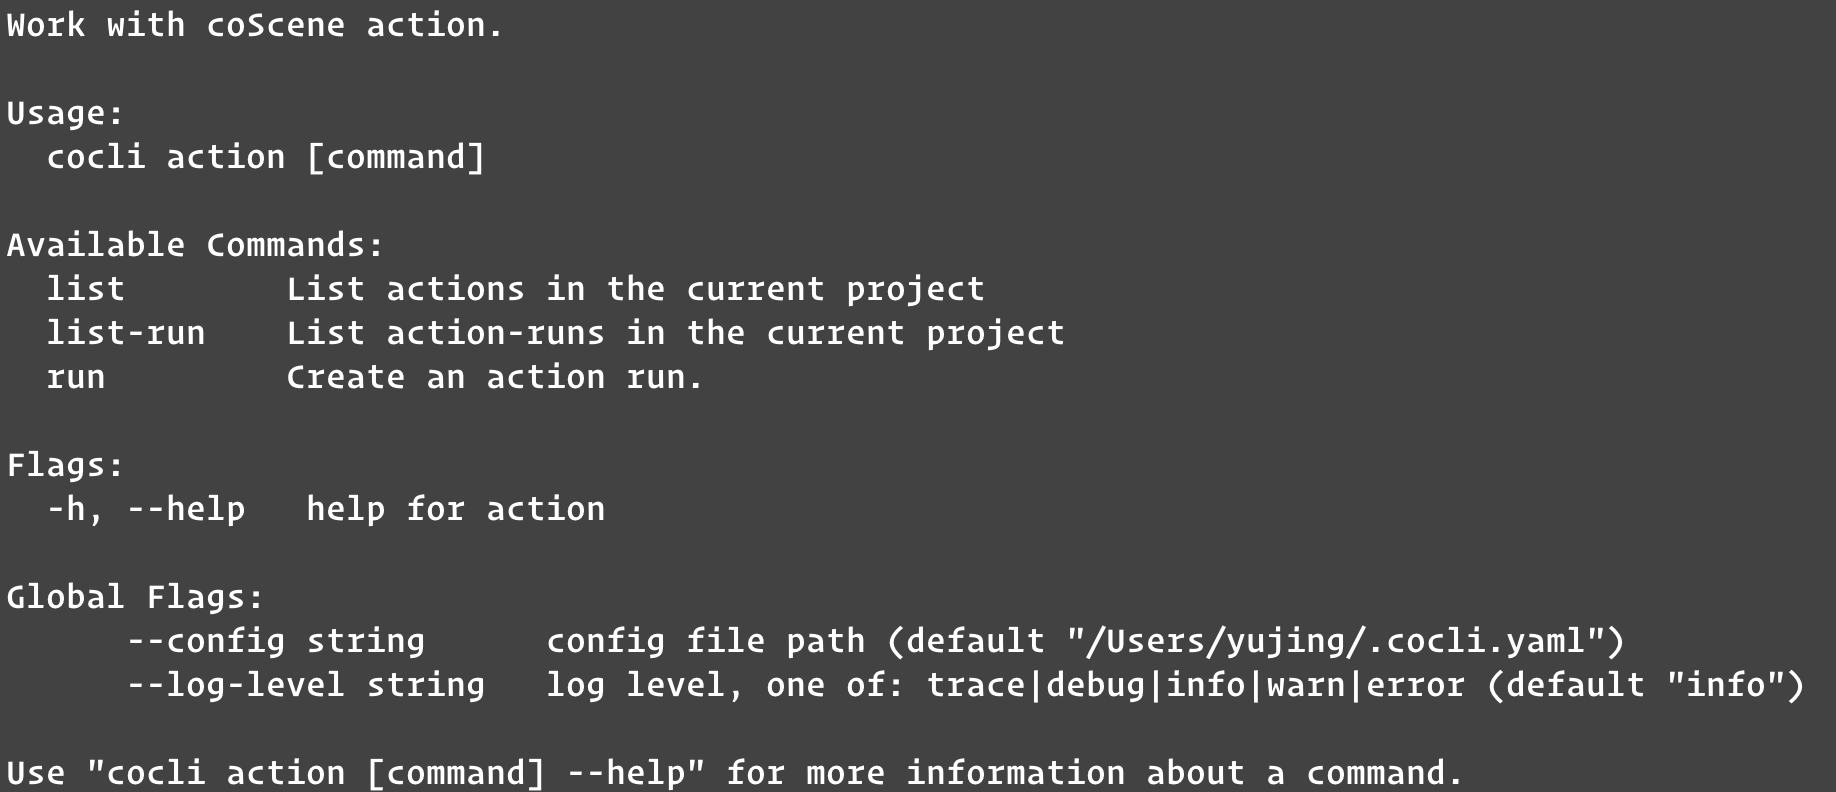 Work with coScene action.

Usage:
  cocli action [command]

Available Commands:
  list        List actions in the current project
  list-run    List action-runs in the current project
  run         Create an action run.

Flags:
  -h, --help   help for action

Global Flags:
      --config string      config file path (default "/Users/yujing/.cocli.yaml")
      --log-level string   log level, one of: trace|debug|info|warn|error (default "info")

Use "cocli action [command] --help" for more information about a command.